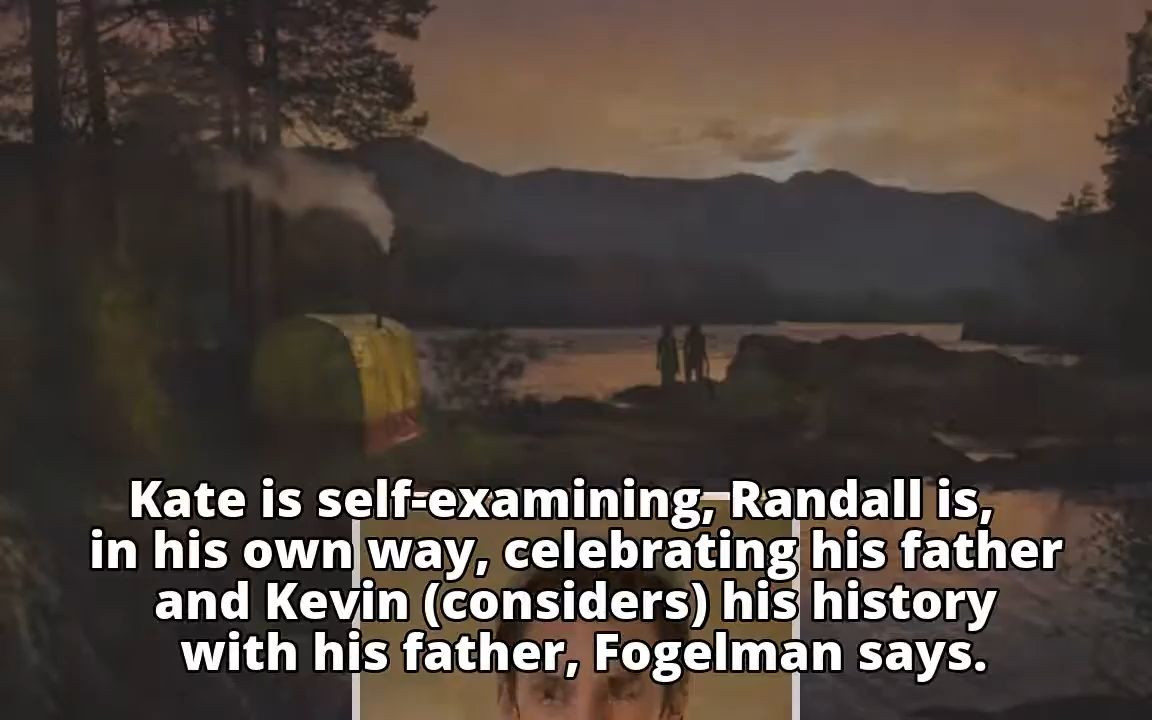 Kate is self-examining, Randall is,
in his own way, celebrating his father
and Kevin (considers) his history
with his father, Fogelman says.